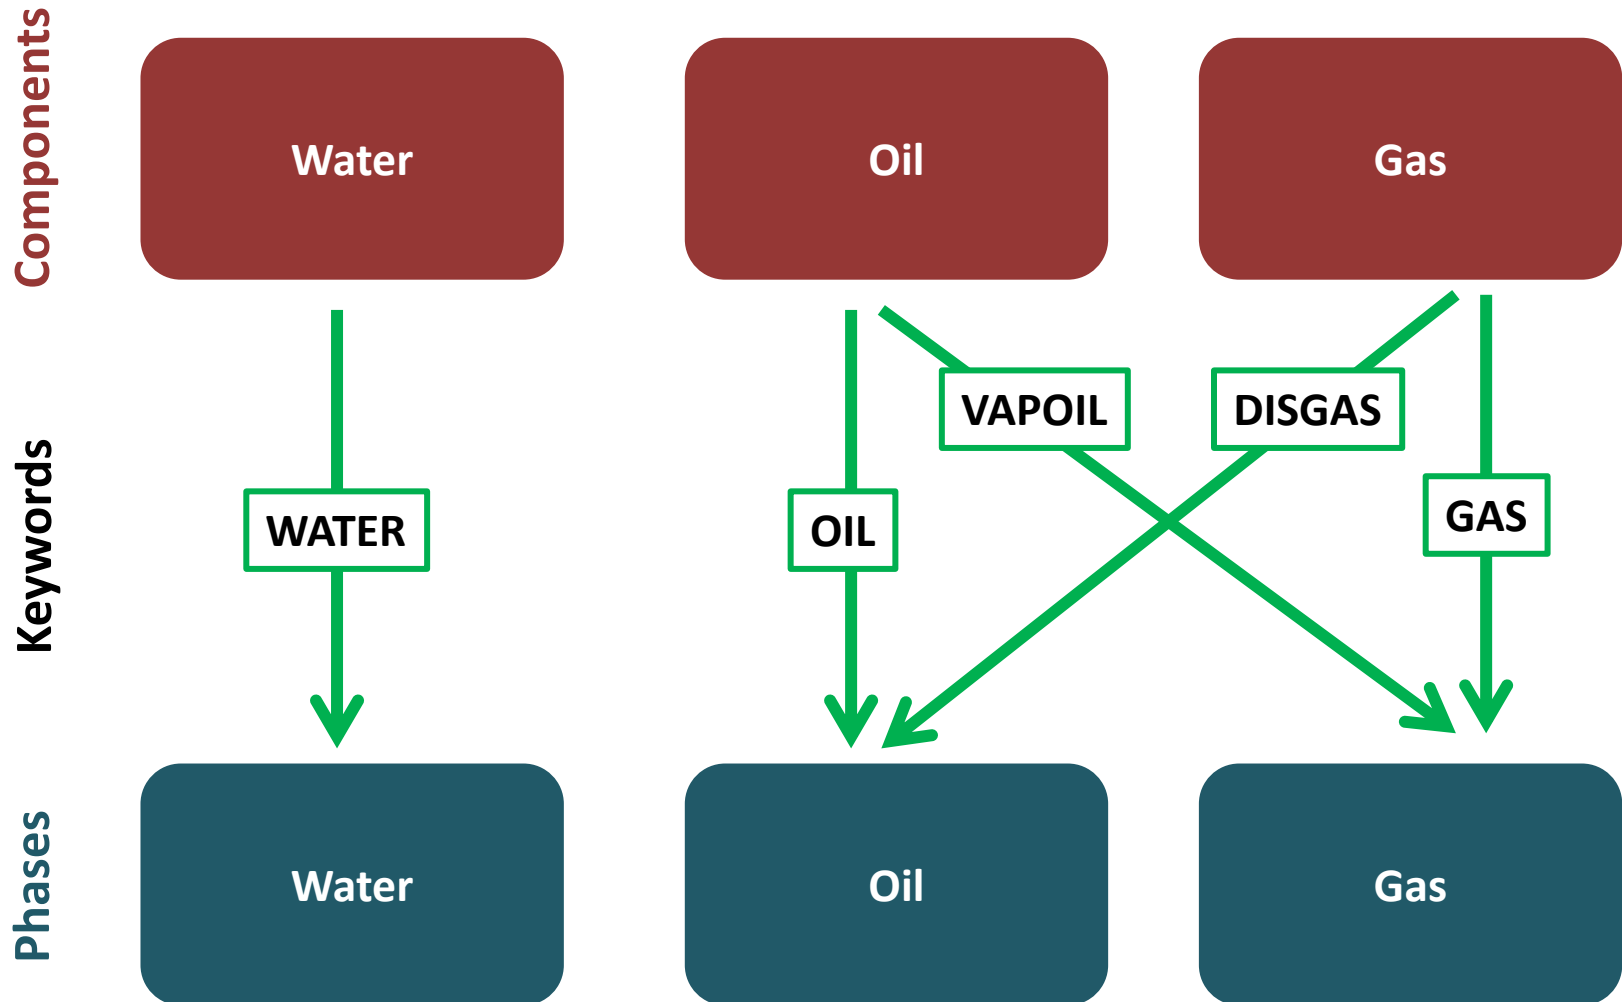 Components
Water
Oil
Gas
Keywords
VAPOIL
DISGAS
WATER
OIL
GAS
Phases
Water
Oil
Gas